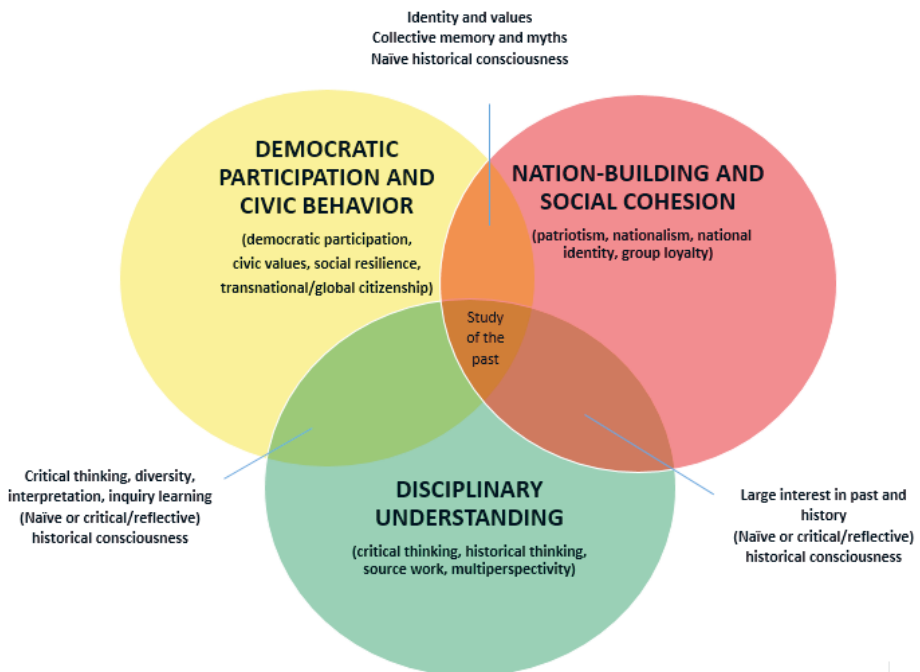 Identity and values
Collective memory and myths
Naïve historical consciousness
DEMOCRATIC
PARTICIPATION AND
CIVIC BEHAVIOR
(democratic participation,
civic values, social resilience,
transnational/global citizenship)
NATION-BUILDING AND
SOCIAL COHESION
(patriotism, nationalism, national
identity, group loyalty)
Study
of the
past
Critical thinking, diversity,
interpretation, inquiry learning
(Naïve or critical/reflective)
historical consciousness
DISCIPLINARY
UNDERSTANDING
(critical thinking, historical thinking,
source work, multiperspectivity)
Large interest in past and
history
(Naïve or critical/reflective)
historical consciousness